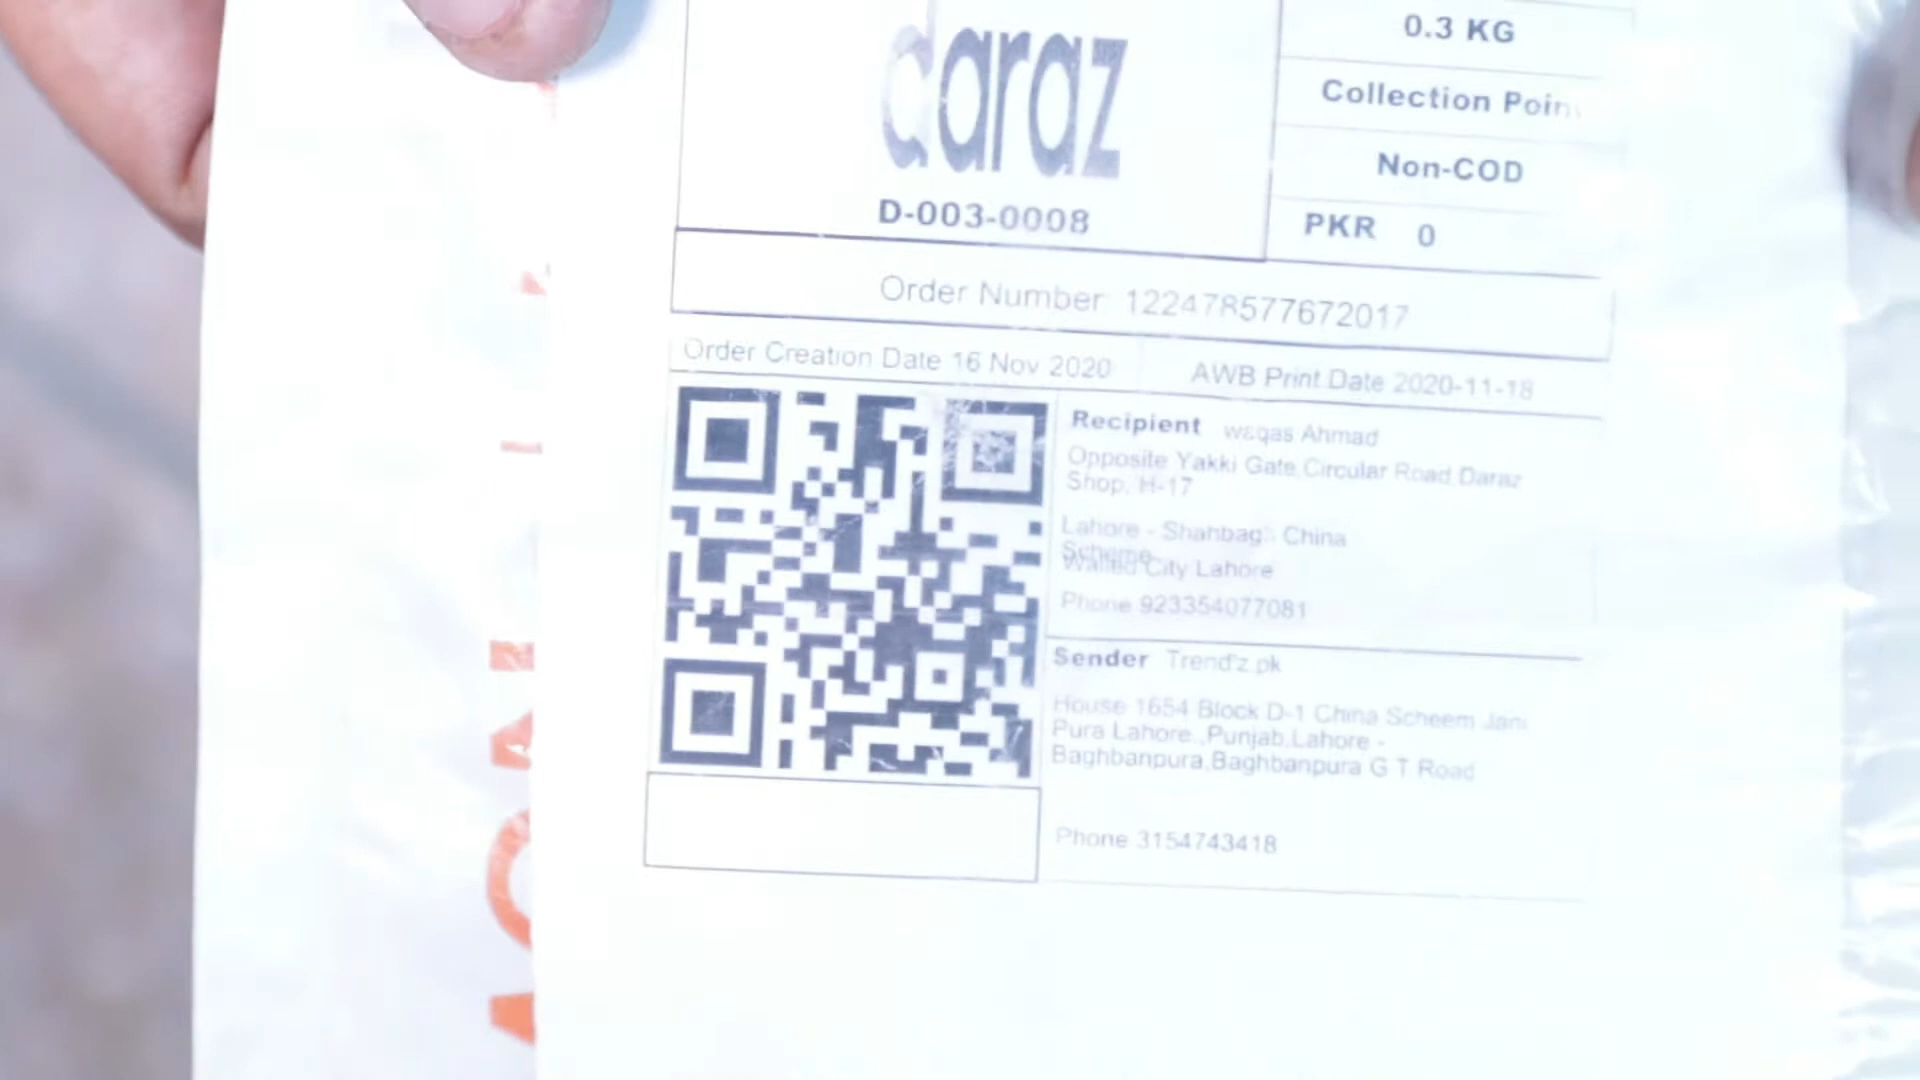 daraz
D-003-0008
0.3 KG
Collection Poin
Non-COD
PKR 0
Order Number 122478577672017
Order Creation Date 16 Nov 2020
AWB Print Date 2020-11-18
Recipient waqas Ahmad
Opposite Yakki Gate,Circular Road,Daraz
Shop, H-17
Lahore - Shahbagh China
Scheme
Walled City Lahore
Phone 923354077081
Sender Trend'z.pk
House 1654 Block D-1 China Scheem Jani
Pura Lahore.,Punjab,Lahore -
Baghbanpura,Baghbanpura G T Road
Phone 3154743418